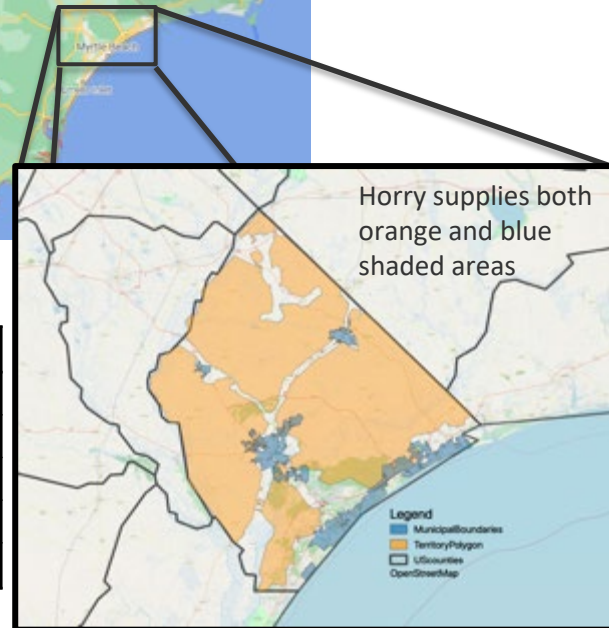 Myrtle Beach
Horry supplies both
orange and blue
shaded areas
Legend
MunicipalBoundaries
TerritoryPolygon
UScounties
OpenStreetMap